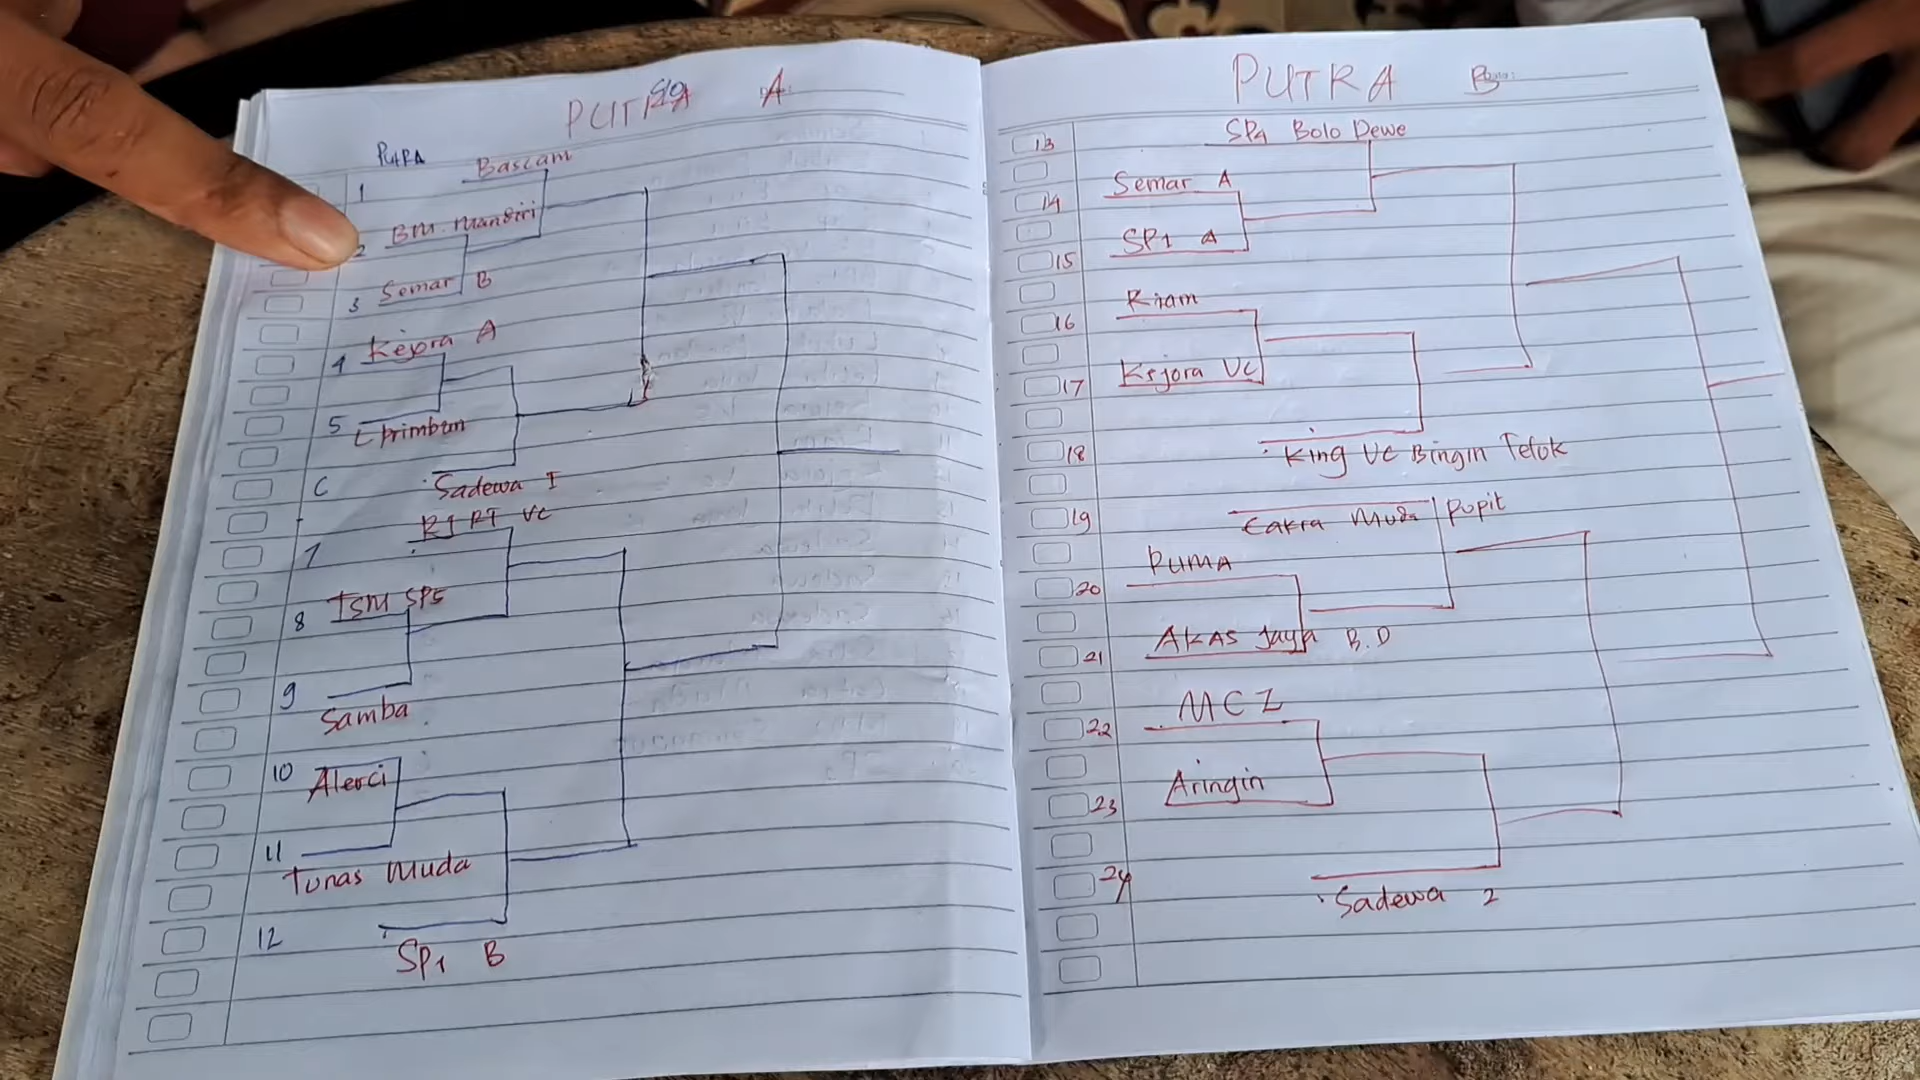 PUTRA A
PUTRA
1 Bascam
2 BM. Mandiri
3 Semar B
4 Kejora A
5 Cprimbon
6 Sadewa I
7 RT RT VC
8 TSM SP5
9 Samba
10 Alerci
11 Tunas Muda
12 SP1 B
PUTRA B
13 SP4 Bolo Dewe
14 Semar A
15 SP1 A
16 Riam
17 Kejora VC
18 King VC Bingin Telok
19 Cakra Muda Pupit
20 PUMA
21 AKAS Jaya B.D
22 MCZ
23 Aringin
24 Sadewa 2